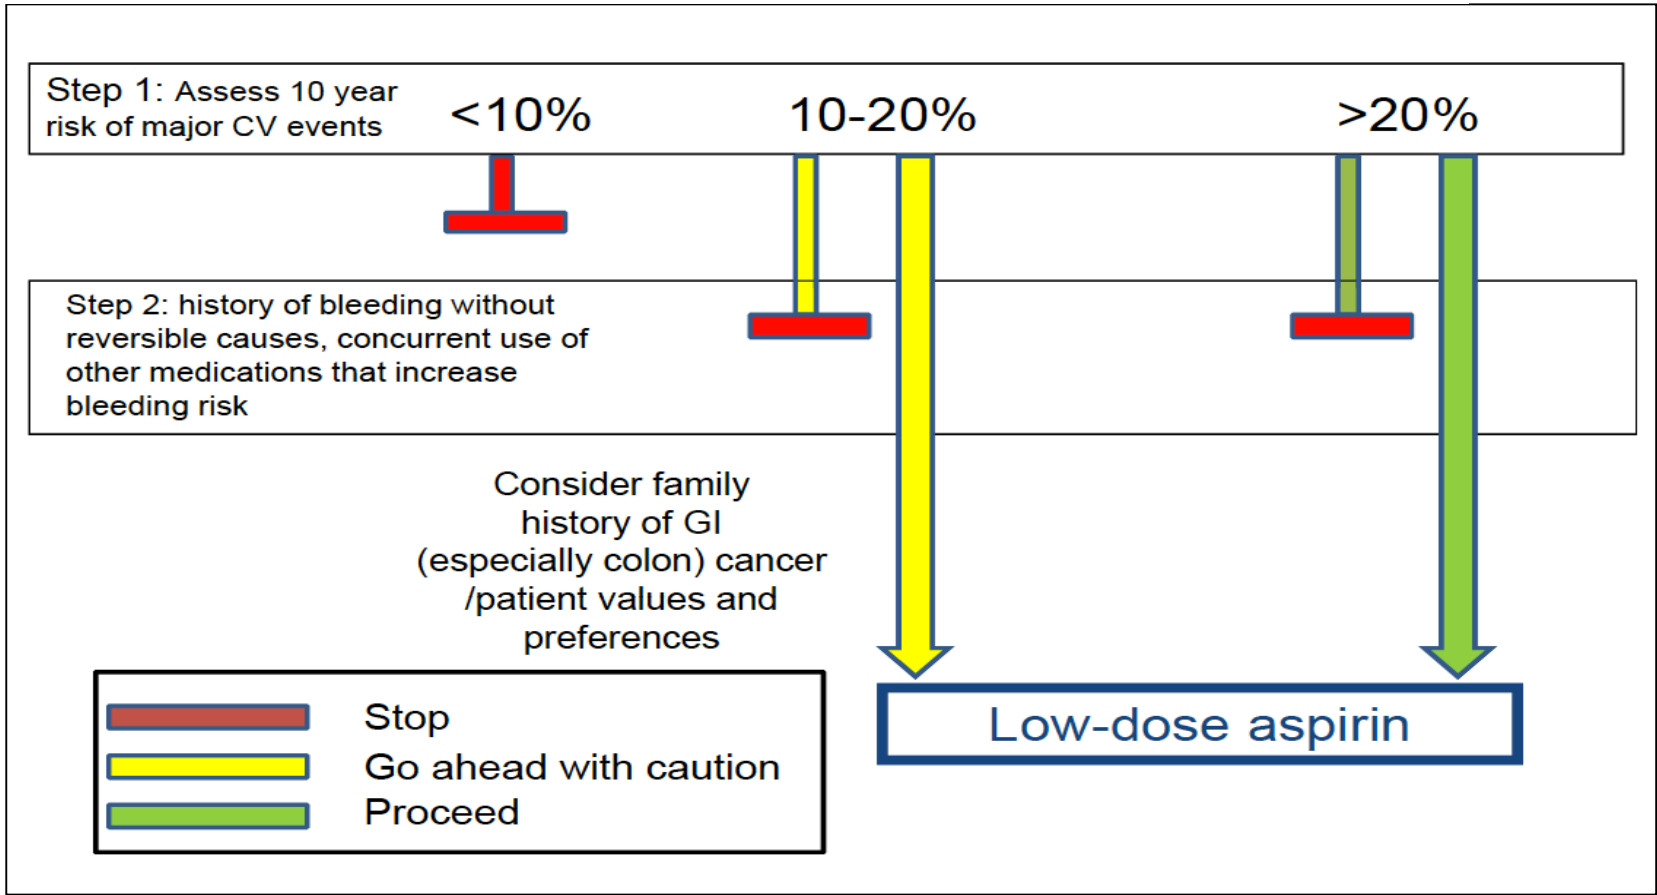 Step 1: Assess 10 year
risk of major CV events
<10%
10-20%
>20%
Step 2: history of bleeding without
reversible causes, concurrent use of
other medications that increase
bleeding risk
Consider family
history of GI
(especially colon) cancer
/patient values and
preferences
Stop
Go ahead with caution
Proceed
Low-dose aspirin